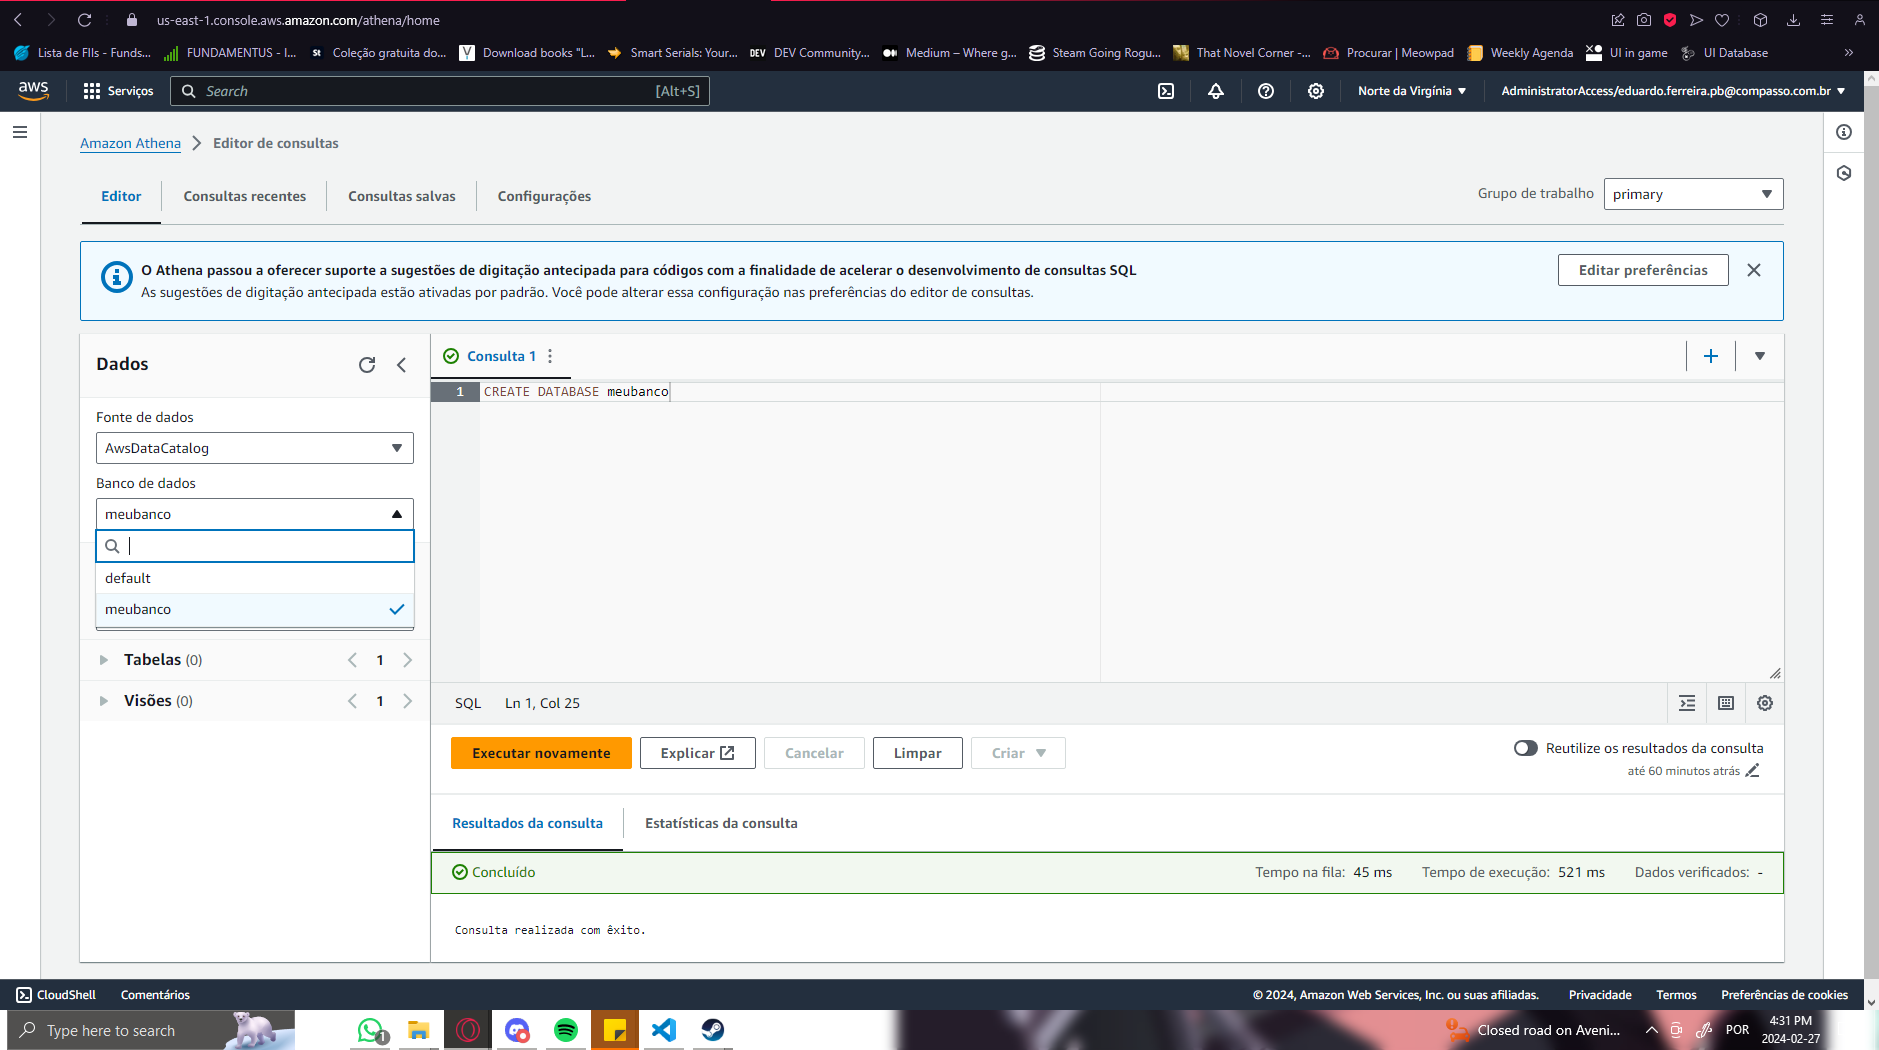 us-east-1.console.aws.amazon.com/athena/home
Lista de FIIs - Funds... FUNDAMENTUS - I... St Coleção gratuita do... V Download books "L... Smart Serials: Your... DEV DEV Community,... Medium – Where g... Steam Going Rogu... That Novel Corner -... Procurar | Meowpad Weekly Agenda UI in game UI Database »
aws Serviços Search [Alt+S] Norte da Virgínia AdministratorAccess/eduardo.ferreira.pb@compasso.com.br
Amazon Athena > Editor de consultas
Editor Consultas recentes Consultas salvas Configurações Grupo de trabalho primary
O Athena passou a oferecer suporte a sugestões de digitação antecipada para códigos com a finalidade de acelerar o desenvolvimento de consultas SQL
As sugestões de digitação antecipada estão ativadas por padrão. Você pode alterar essa configuração nas preferências do editor de consultas.
Editar preferências
Dados
Fonte de dados
AwsDataCatalog
Banco de dados
meubanco
default
meubanco
Tabelas (0) 1
Visões (0) 1
Consulta 1
1 CREATE DATABASE meubanco
SQL Ln 1, Col 25
Executar novamente Explicar Cancelar Limpar Criar
Reutilize os resultados da consulta
até 60 minutos atrás
Resultados da consulta Estatísticas da consulta
Concluído Tempo na fila: 45 ms Tempo de execução: 521 ms Dados verificados: -
Consulta realizada com êxito.
CloudShell Comentários © 2024, Amazon Web Services, Inc. ou suas afiliadas. Privacidade Termos Preferências de cookies
Type here to search 1 Closed road on Aveni... POR 4:31 PM
2024-02-27